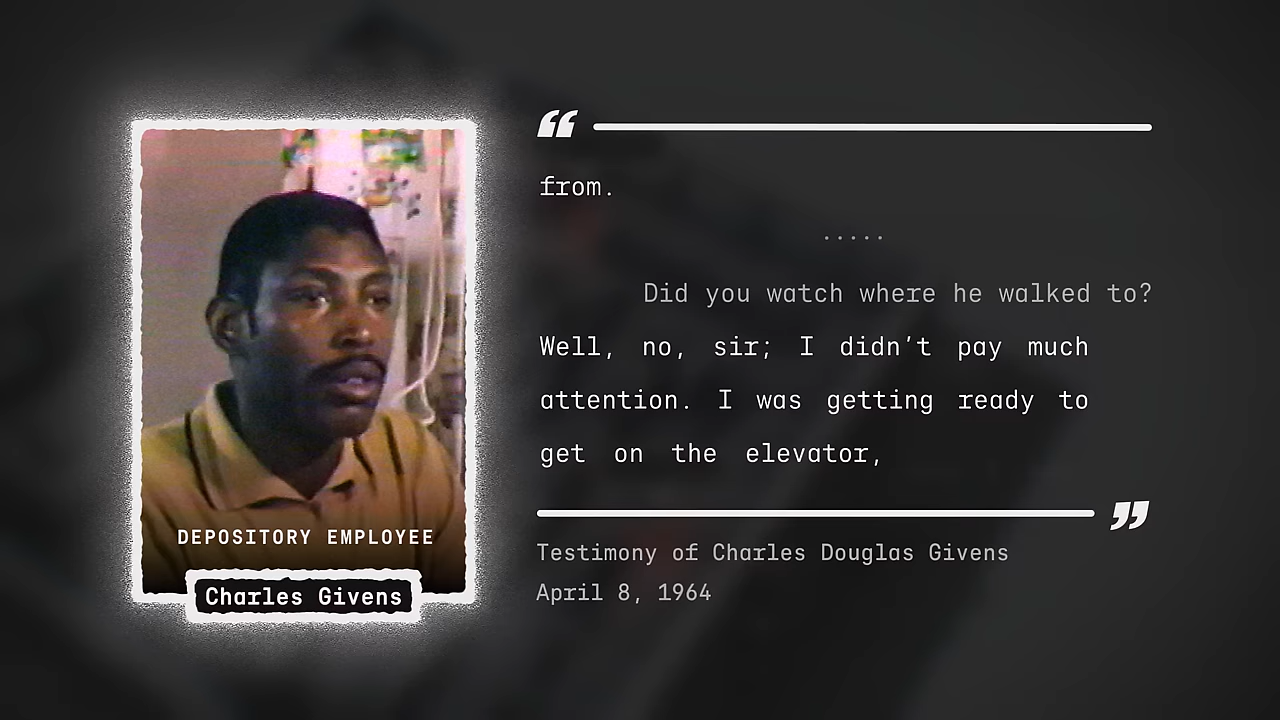 “
from.
.....
Did you watch where he walked to?
Well, no, sir; I didn’t pay much
attention. I was getting ready to
get on the elevator,
”
DEPOSITORY EMPLOYEE
Charles Givens
Testimony of Charles Douglas Givens
April 8, 1964